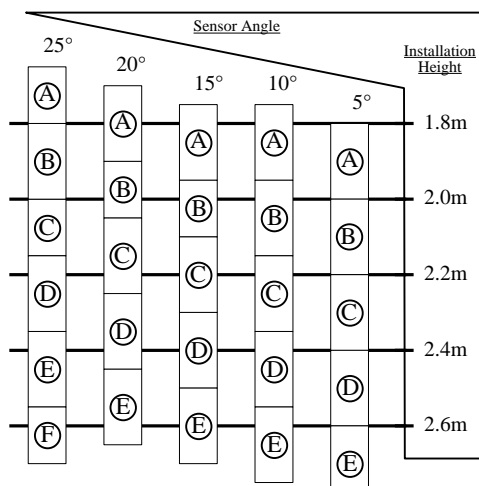 Sensor Angle
Installation
Height
25°
20°
15°
10°
5°
A
A
A
A
A
1.8m
B
B
B
B
B
2.0m
C
C
C
C
C
2.2m
D
D
D
D
D
2.4m
E
E
E
E
E
2.6m
F